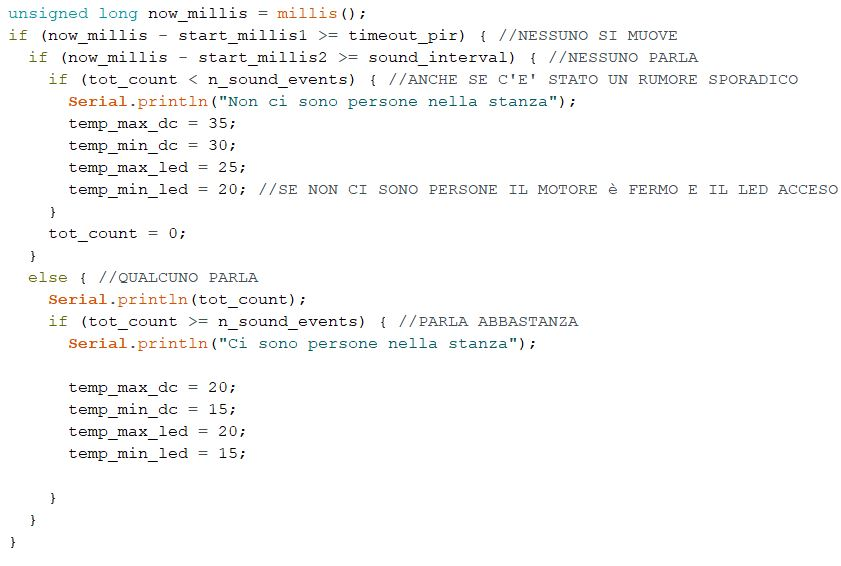 unsigned long now_millis = millis();
if (now_millis - start_millis1 >= timeout_pir) { //NESSUNO SI MUOVE
  if (now_millis - start_millis2 >= sound_interval) { //NESSUNO PARLA
    if (tot_count < n_sound_events) { //ANCHE SE C'E' STATO UN RUMORE SPORADICO
      Serial.println("Non ci sono persone nella stanza");
      temp_max_dc = 35;
      temp_min_dc = 30;
      temp_max_led = 25;
      temp_min_led = 20; //SE NON CI SONO PERSONE IL MOTORE è FERMO E IL LED ACCESO
    }
    tot_count = 0;
  }
  else { //QUALCUNO PARLA
    Serial.println(tot_count);
    if (tot_count >= n_sound_events) { //PARLA ABBASTANZA
      Serial.println("Ci sono persone nella stanza");

      temp_max_dc = 20;
      temp_min_dc = 15;
      temp_max_led = 20;
      temp_min_led = 15;

    }
  }
}